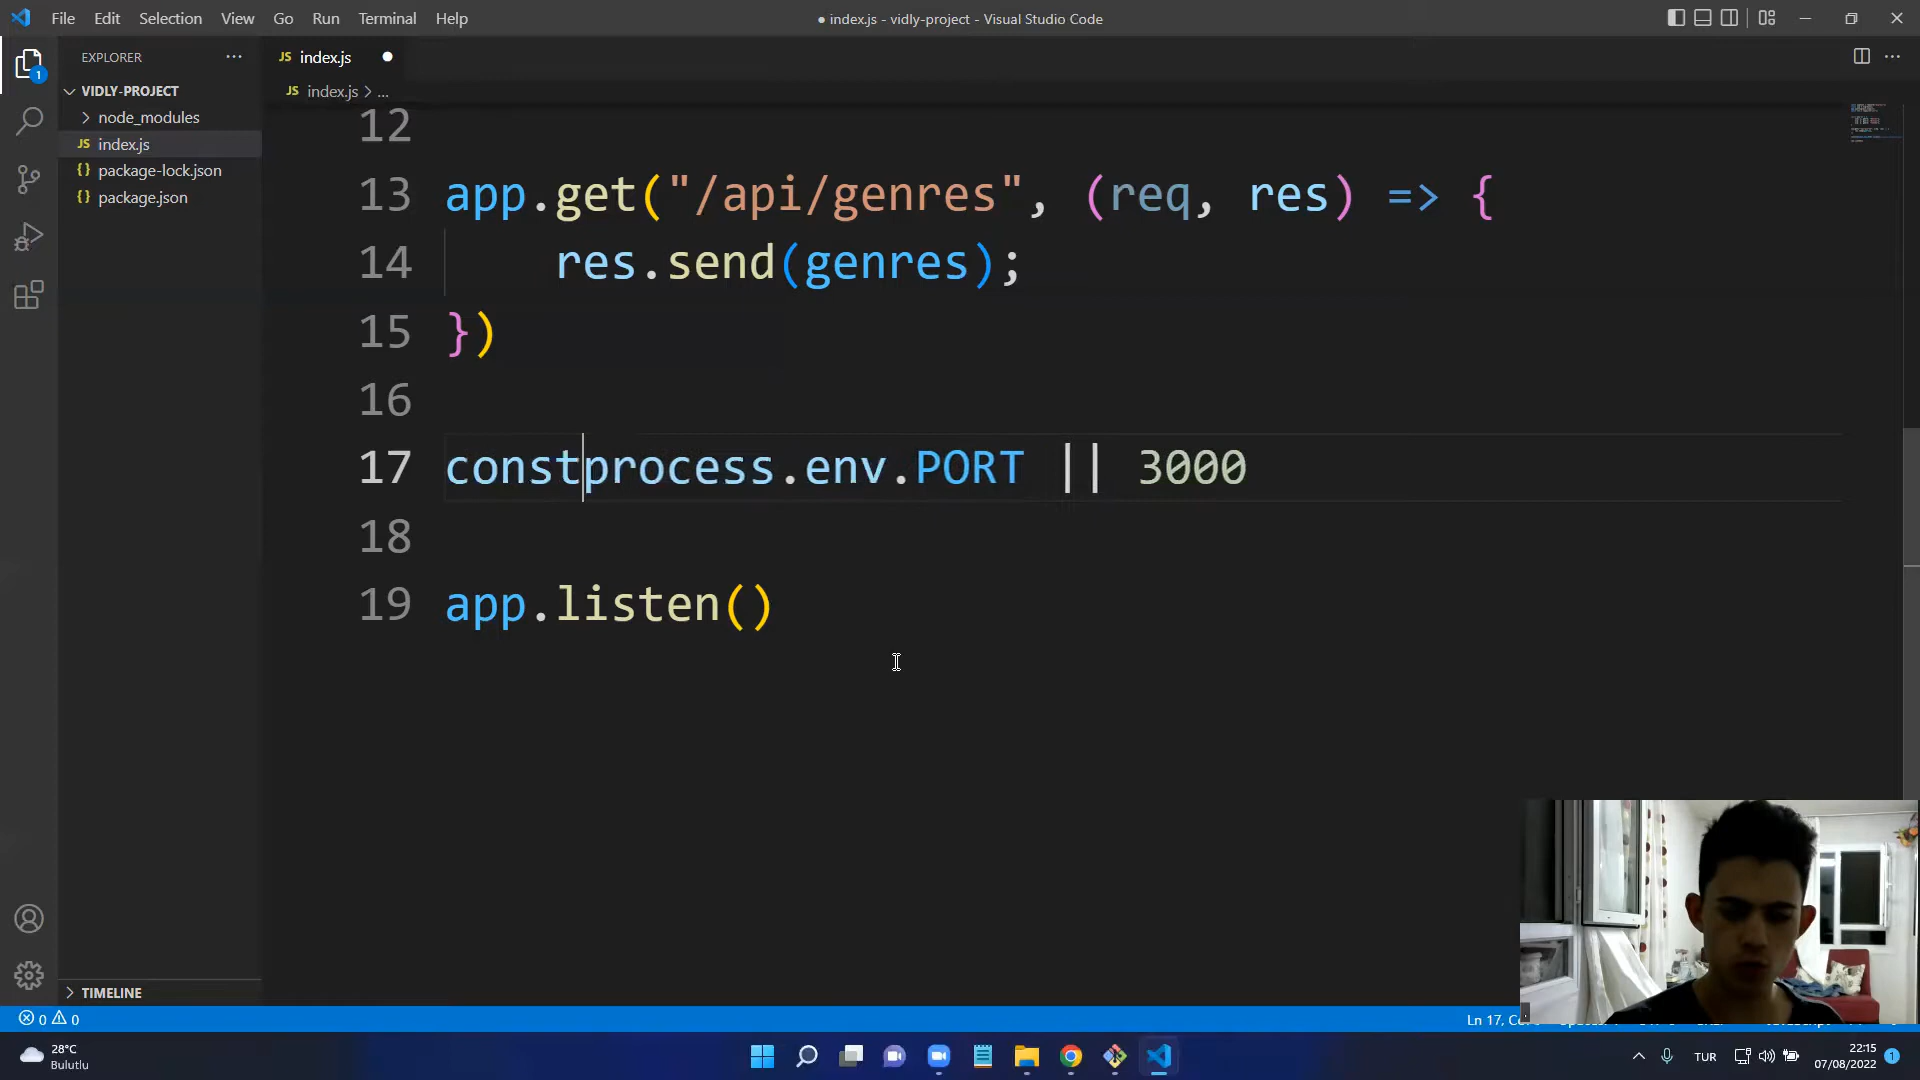 File Edit Selection View Go Run Terminal Help
● index.js - vidly-project - Visual Studio Code
EXPLORER
JS index.js
VIDLY-PROJECT
JS index.js > ...
node_modules
JS index.js
{} package-lock.json
{} package.json
12
13 app.get("/api/genres", (req, res) => {
14 res.send(genres);
15 })
16
17 constprocess.env.PORT || 3000
18
19 app.listen()
TIMELINE
0 0
Ln 17,
1
28°C
Bulutlu
TUR
22:15
07/08/2022
1